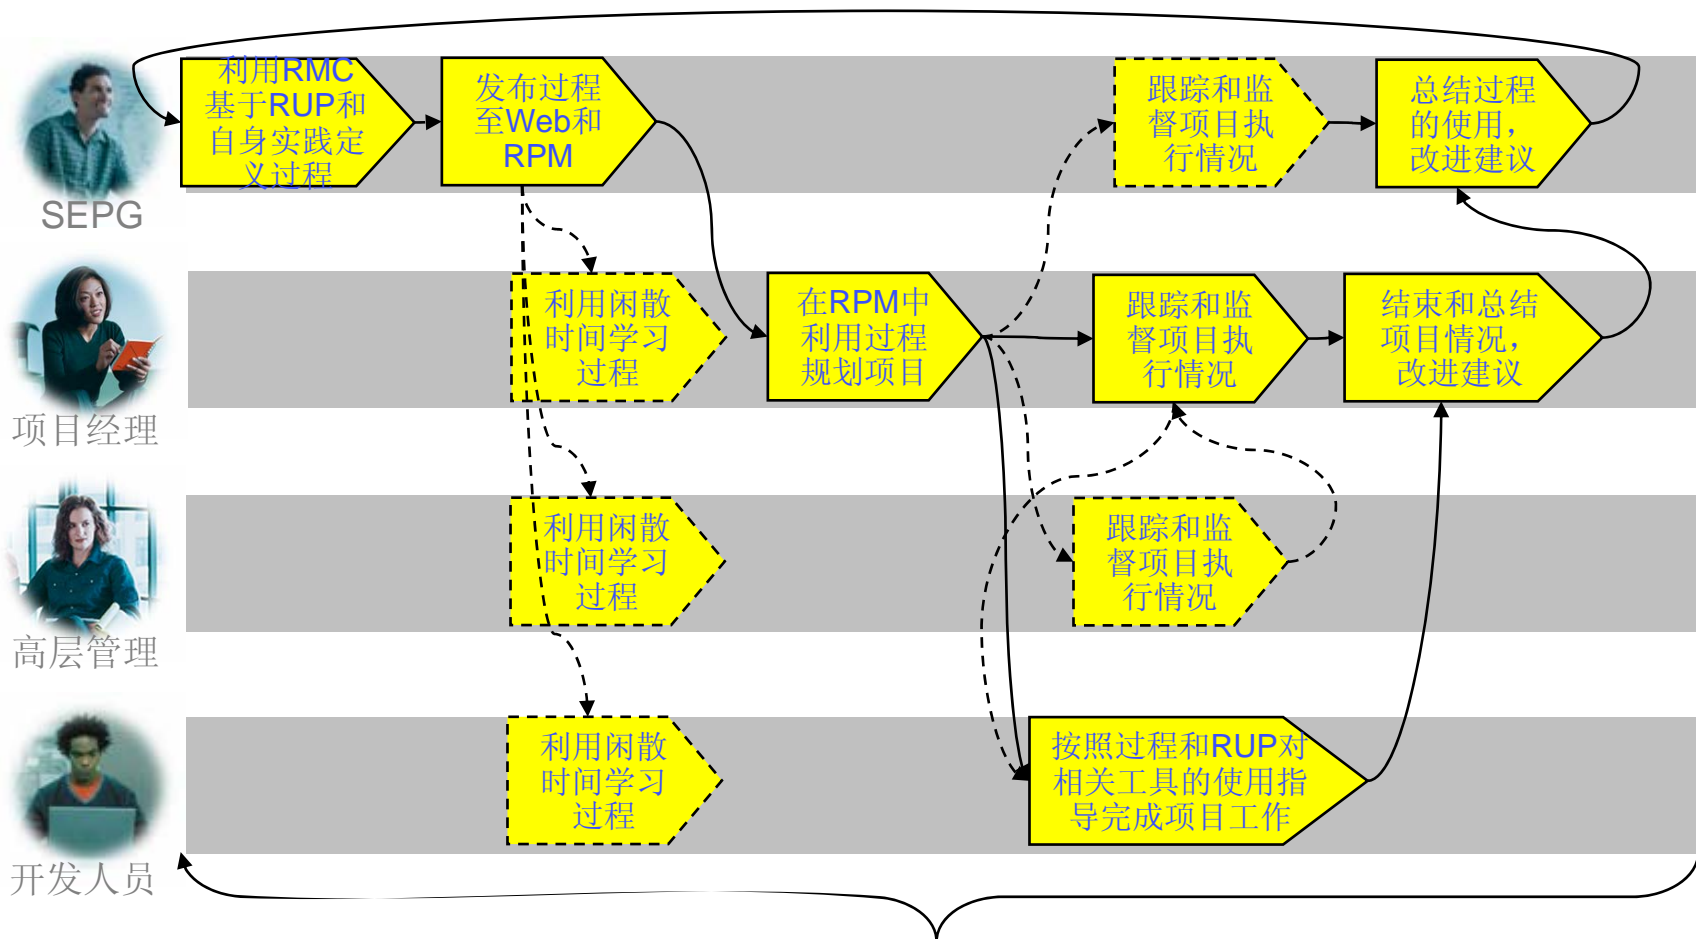 利用RMC
基于RUP和
自身实践定
义过程
发布过程
至Web和
RPM
跟踪和监
督项目执
行情况
总结过程
的使用，
改进建议
SEPG
利用闲散
时间学习
过程
在RPM中
利用过程
规划项目
跟踪和监
督项目执
行情况
结束和总结
项目情况，
改进建议
项目经理
利用闲散
时间学习
过程
跟踪和监
督项目执
行情况
高层管理
利用闲散
时间学习
过程
按照过程和RUP对
相关工具的使用指
导完成项目工作
开发人员